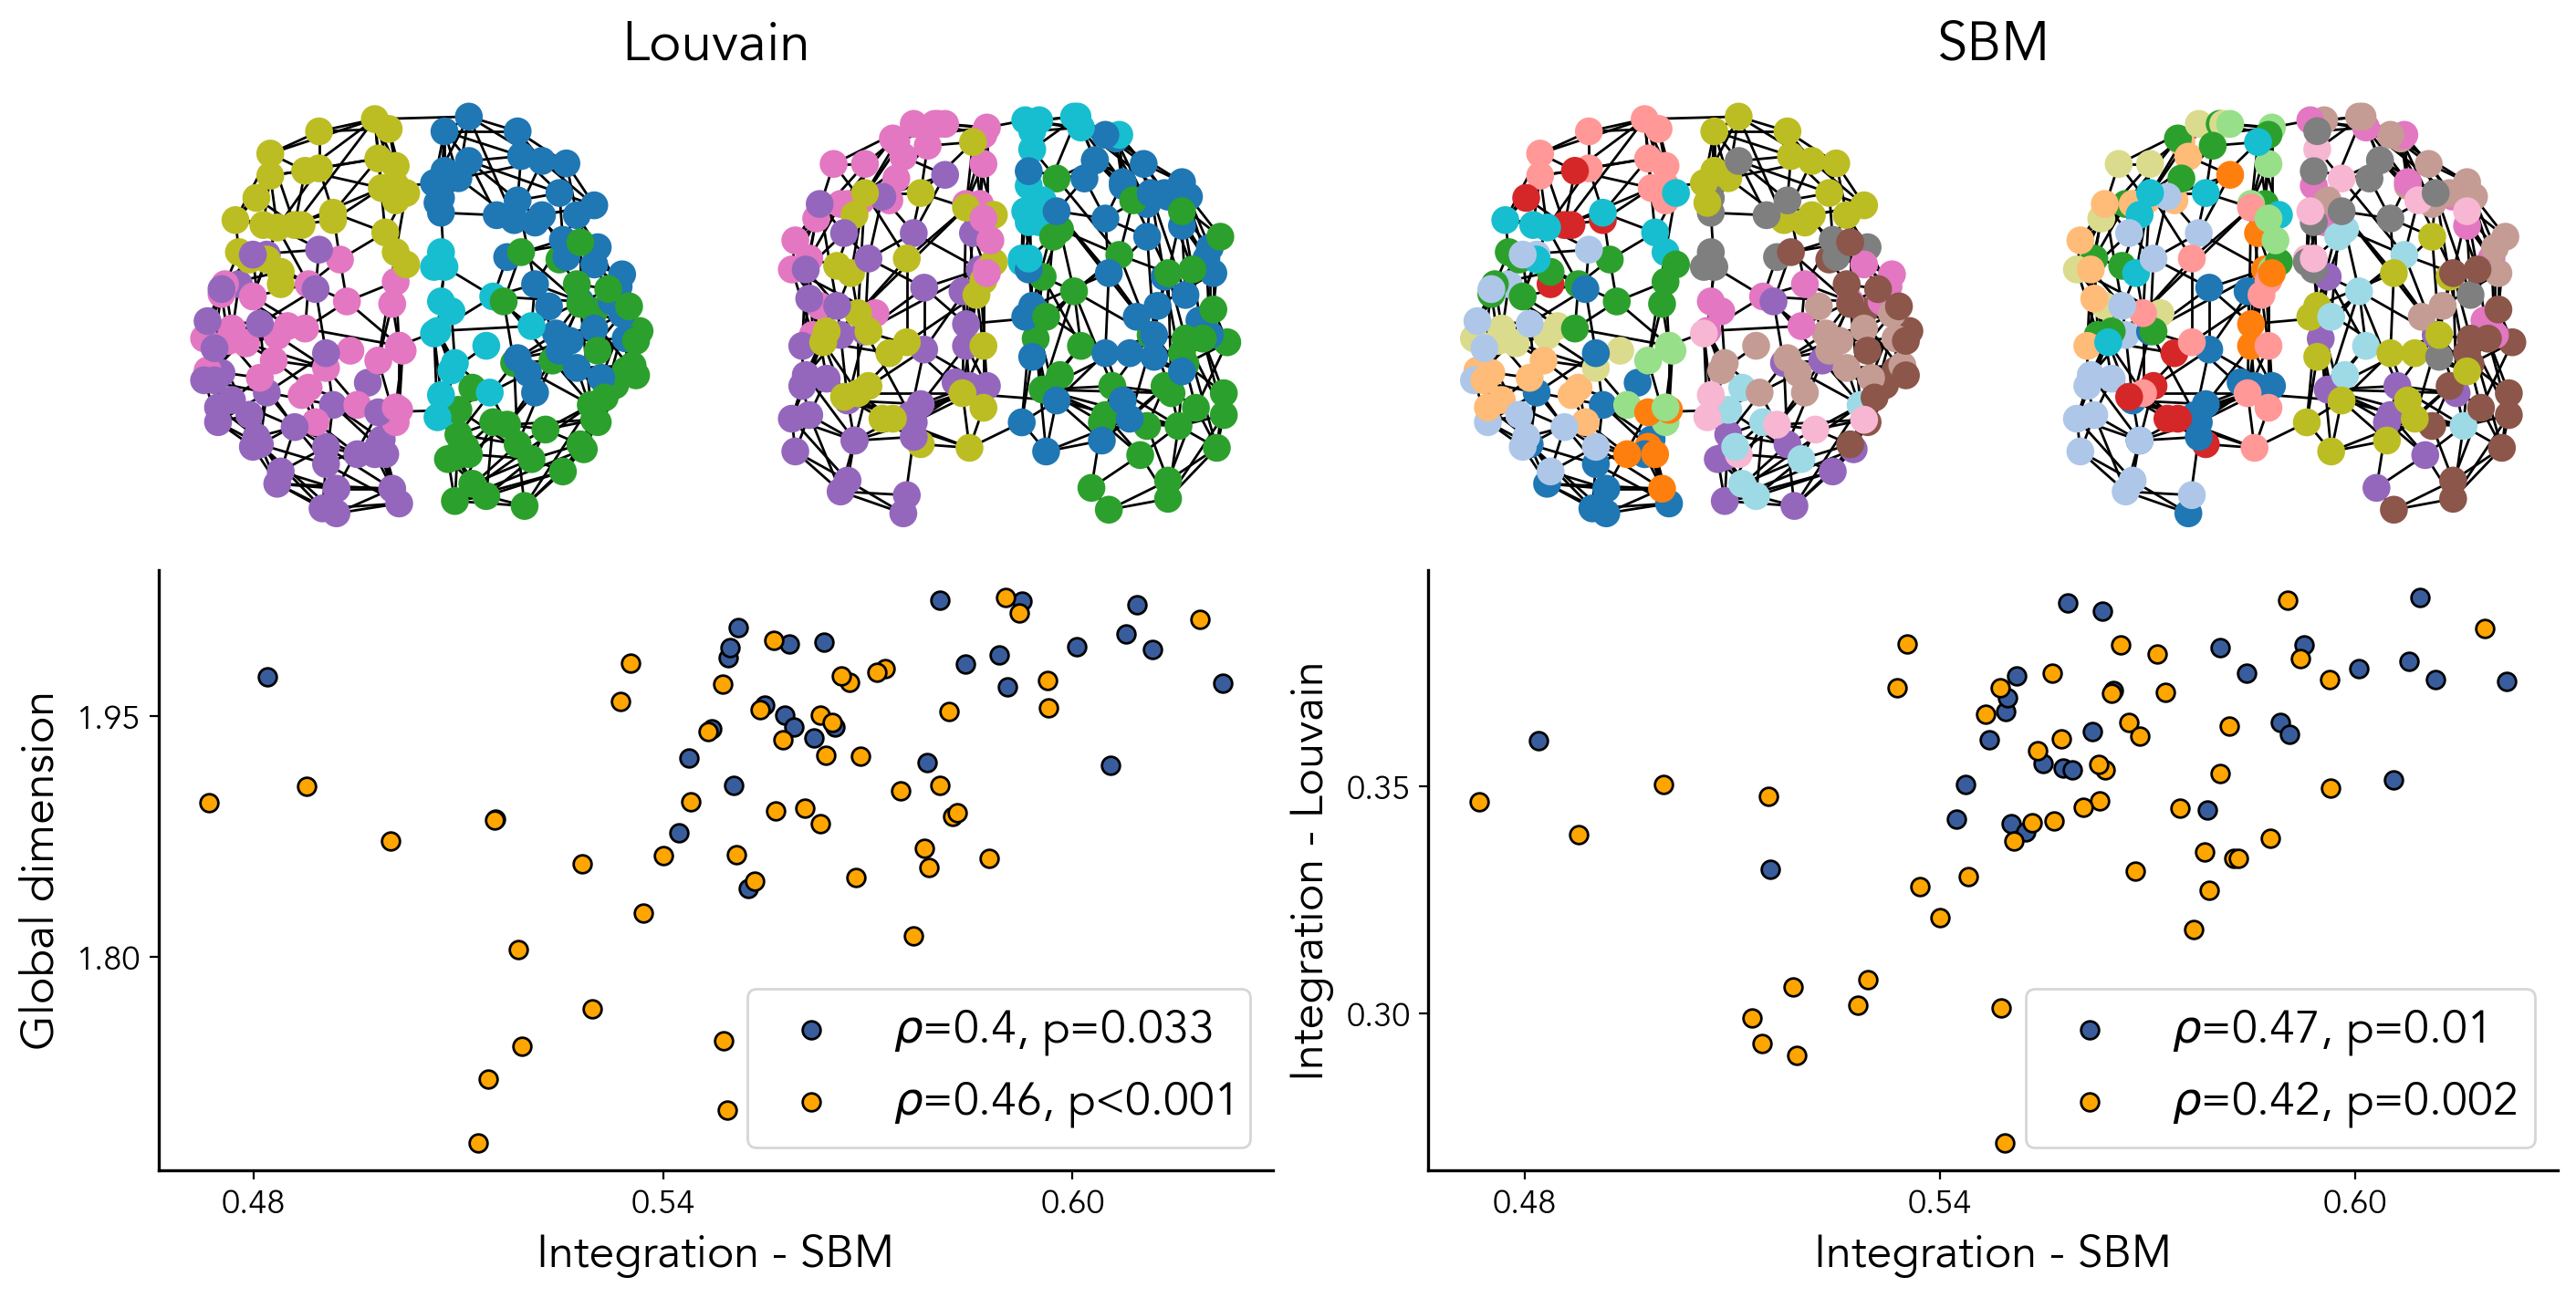 Louvain
SBM
Global dimension
1.95
1.80
ρ=0.4, p=0.033
ρ=0.46, p<0.001
0.48
0.54
0.60
Integration - SBM
Integration - Louvain
0.35
0.30
ρ=0.47, p=0.01
ρ=0.42, p=0.002
0.48
0.54
0.60
Integration - SBM